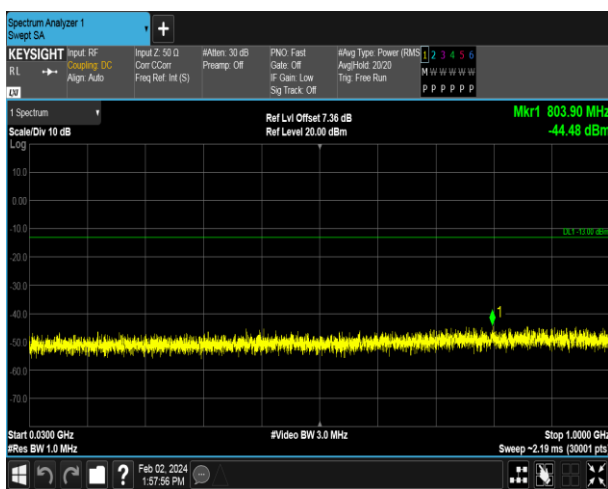 Spectrum Analyzer 1
Swept SA
+
KEYSIGHT
RL
LXI
Input: RF
Coupling: DC
Align: Auto
Input Z: 50 Ω
Corr CCorr
Freq Ref: Int (S)
#Atten: 30 dB
Preamp: Off
PNO: Fast
Gate: Off
IF Gain: Low
Sig Track: Off
#Avg Type: Power (RMS
Avg|Hold: 20/20
Trig: Free Run
1 2 3 4 5 6
M W W W W W
P P P P P P
1 Spectrum
Scale/Div 10 dB
Ref Lvl Offset 7.36 dB
Ref Level 20.00 dBm
Mkr1 803.90 MHz
-44.48 dBm
Log
10.0
0.00
-10.0
DL1 -13.00 dBm
-20.0
-30.0
-40.0
1
-50.0
-60.0
-70.0
Start 0.0300 GHz
#Res BW 1.0 MHz
#Video BW 3.0 MHz
Stop 1.0000 GHz
Sweep ~2.19 ms (30001 pts)
?
Feb 02, 2024
1:57:56 PM